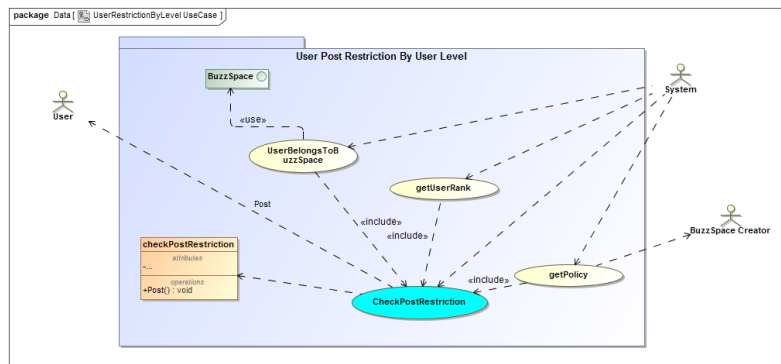 package Data [ UserRestrictionByLevel UseCase ]
User Post Restriction By User Level
BuzzSpace
User
System
«use»
UserBelongsToB
uzzSpace
getUserRank
Post
«include»
«include»
BuzzSpace Creator
checkPostRestriction
attributes
-...
operations
+Post() : void
getPolicy
«include»
CheckPostRestriction